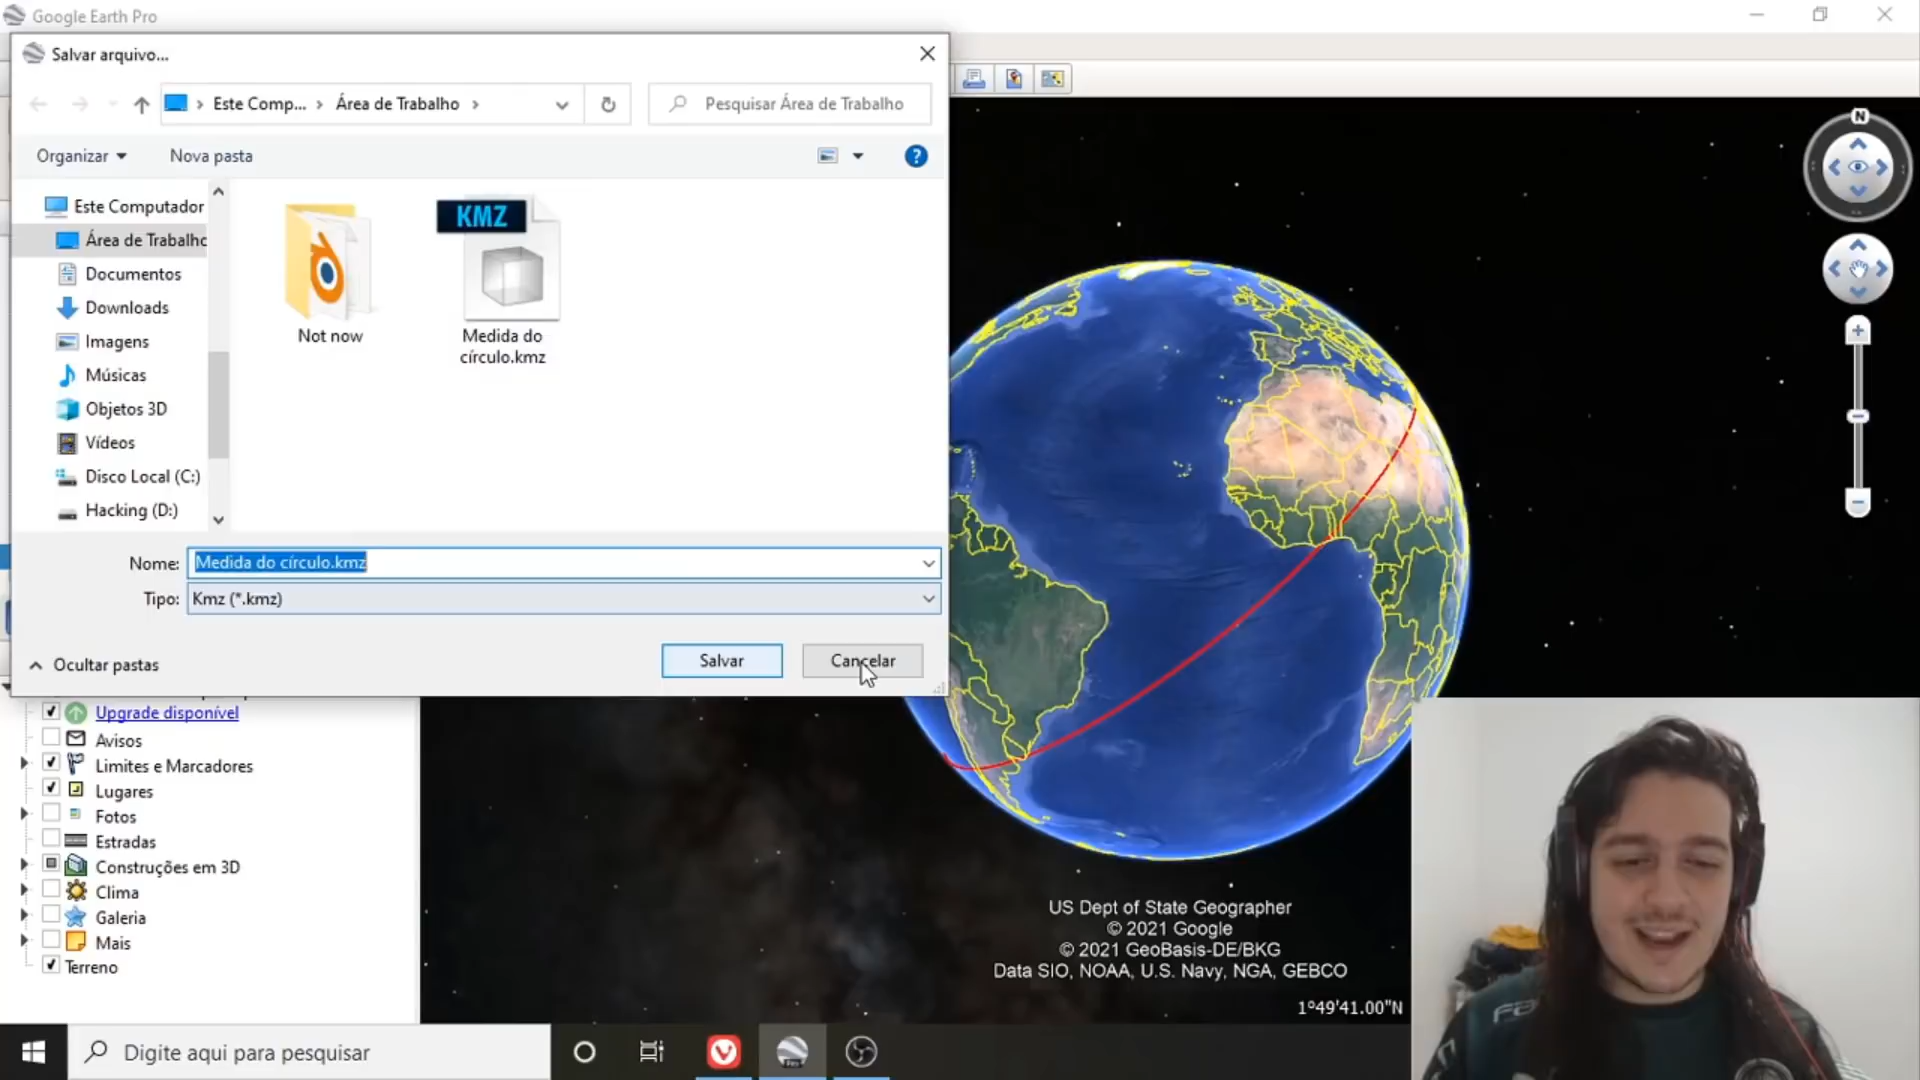 Google Earth Pro
Salvar arquivo...
Este Comp...
Área de Trabalho
Pesquisar Área de Trabalho
Organizar
Nova pasta
?
Este Computador
Área de Trabalho
Documentos
Downloads
Imagens
Músicas
Objetos 3D
Vídeos
Disco Local (C:)
Hacking (D:)
Not now
KMZ
Medida do
círculo.kmz
Nome:
Medida do círculo.kmz
Tipo:
Kmz (*.kmz)
Ocultar pastas
Salvar
Cancelar
N
Upgrade disponível
Avisos
Limites e Marcadores
Lugares
Fotos
Estradas
Construções em 3D
Clima
Galeria
Mais
Terreno
US Dept of State Geographer
© 2021 Google
© 2021 GeoBasis-DE/BKG
Data SIO, NOAA, U.S. Navy, NGA, GEBCO
1º49'41.00"N
Digite aqui para pesquisar